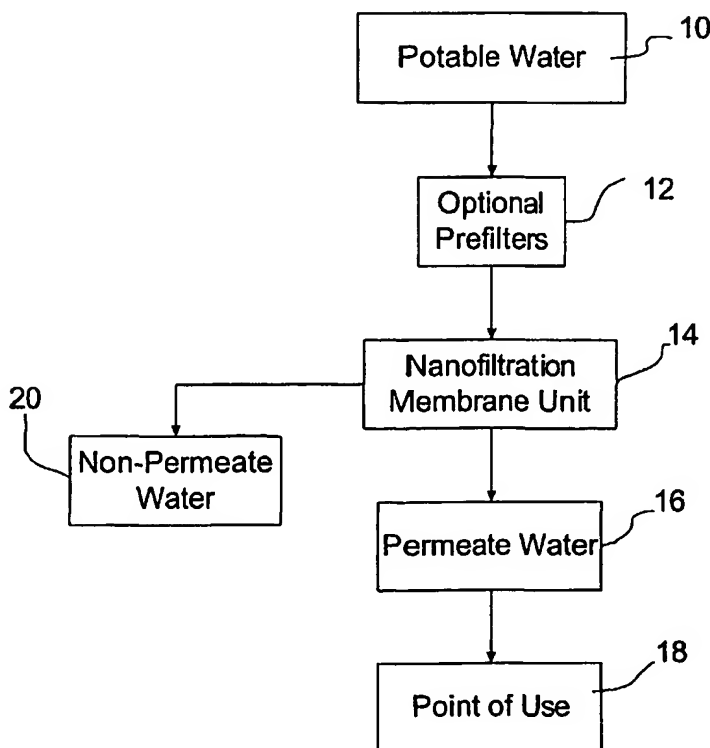 Potable Water
10
Optional
Prefilters
12
Nanofiltration
Membrane Unit
14
20
Non-Permeate
Water
Permeate Water
16
Point of Use
18